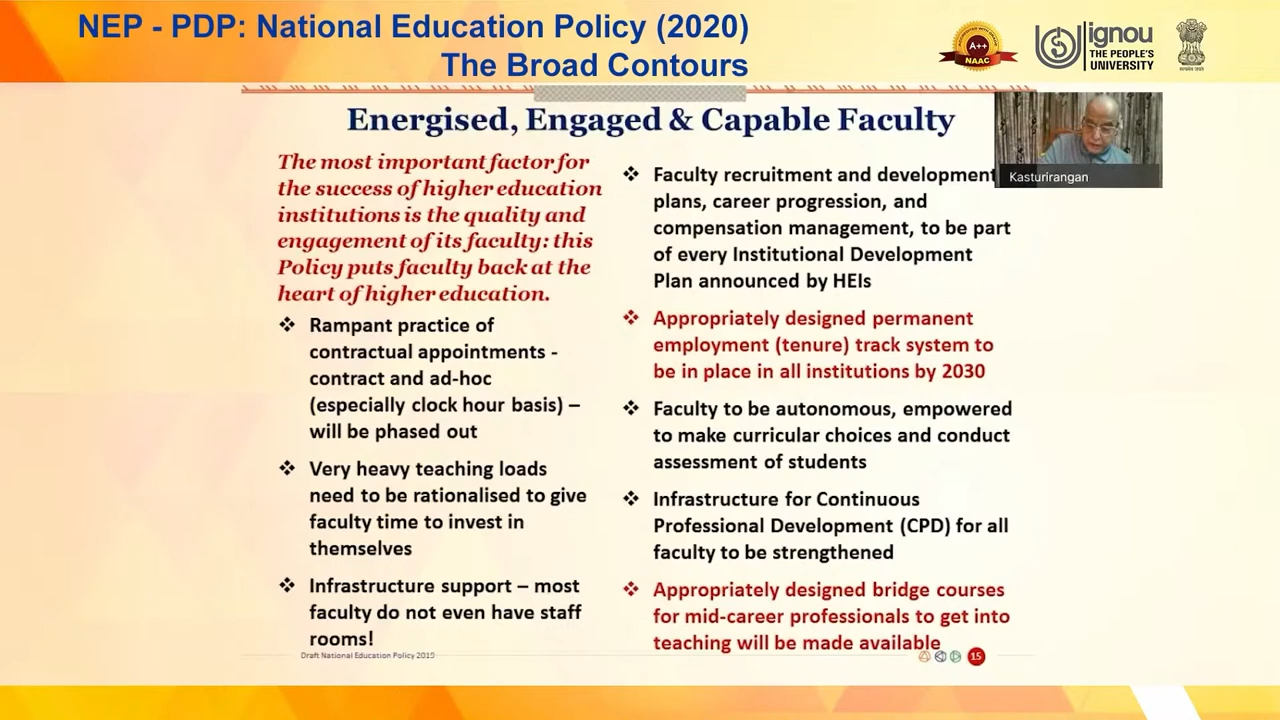 NEP - PDP: National Education Policy (2020)
The Broad Contours
A++
NAAC
ignou
THE PEOPLE'S
UNIVERSITY
Energised, Engaged & Capable Faculty
Kasturirangan
The most important factor for
the success of higher education
institutions is the quality and
engagement of its faculty: this
Policy puts faculty back at the
heart of higher education.
❖ Rampant practice of
contractual appointments -
contract and ad-hoc
(especially clock hour basis) –
will be phased out
❖ Very heavy teaching loads
need to be rationalised to give
faculty time to invest in
themselves
❖ Infrastructure support – most
faculty do not even have staff
rooms!
❖ Faculty recruitment and development
plans, career progression, and
compensation management, to be part
of every Institutional Development
Plan announced by HEIs
❖ Appropriately designed permanent
employment (tenure) track system to
be in place in all institutions by 2030
❖ Faculty to be autonomous, empowered
to make curricular choices and conduct
assessment of students
❖ Infrastructure for Continuous
Professional Development (CPD) for all
faculty to be strengthened
❖ Appropriately designed bridge courses
for mid-career professionals to get into
teaching will be made available
Draft National Education Policy 2019
15